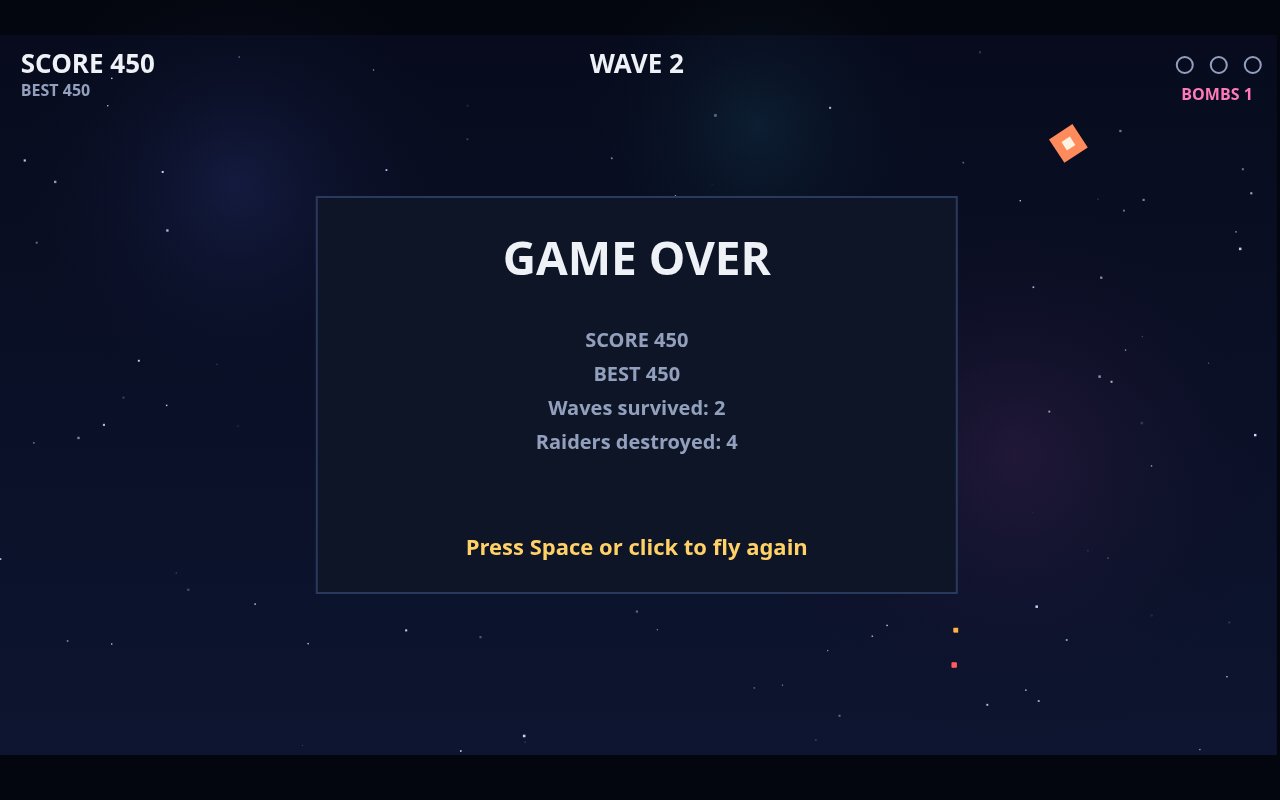 SCORE 450
BEST 450
WAVE 2
BOMBS 1
GAME OVER
SCORE 450
BEST 450
Waves survived: 2
Raiders destroyed: 4
Press Space or click to fly again